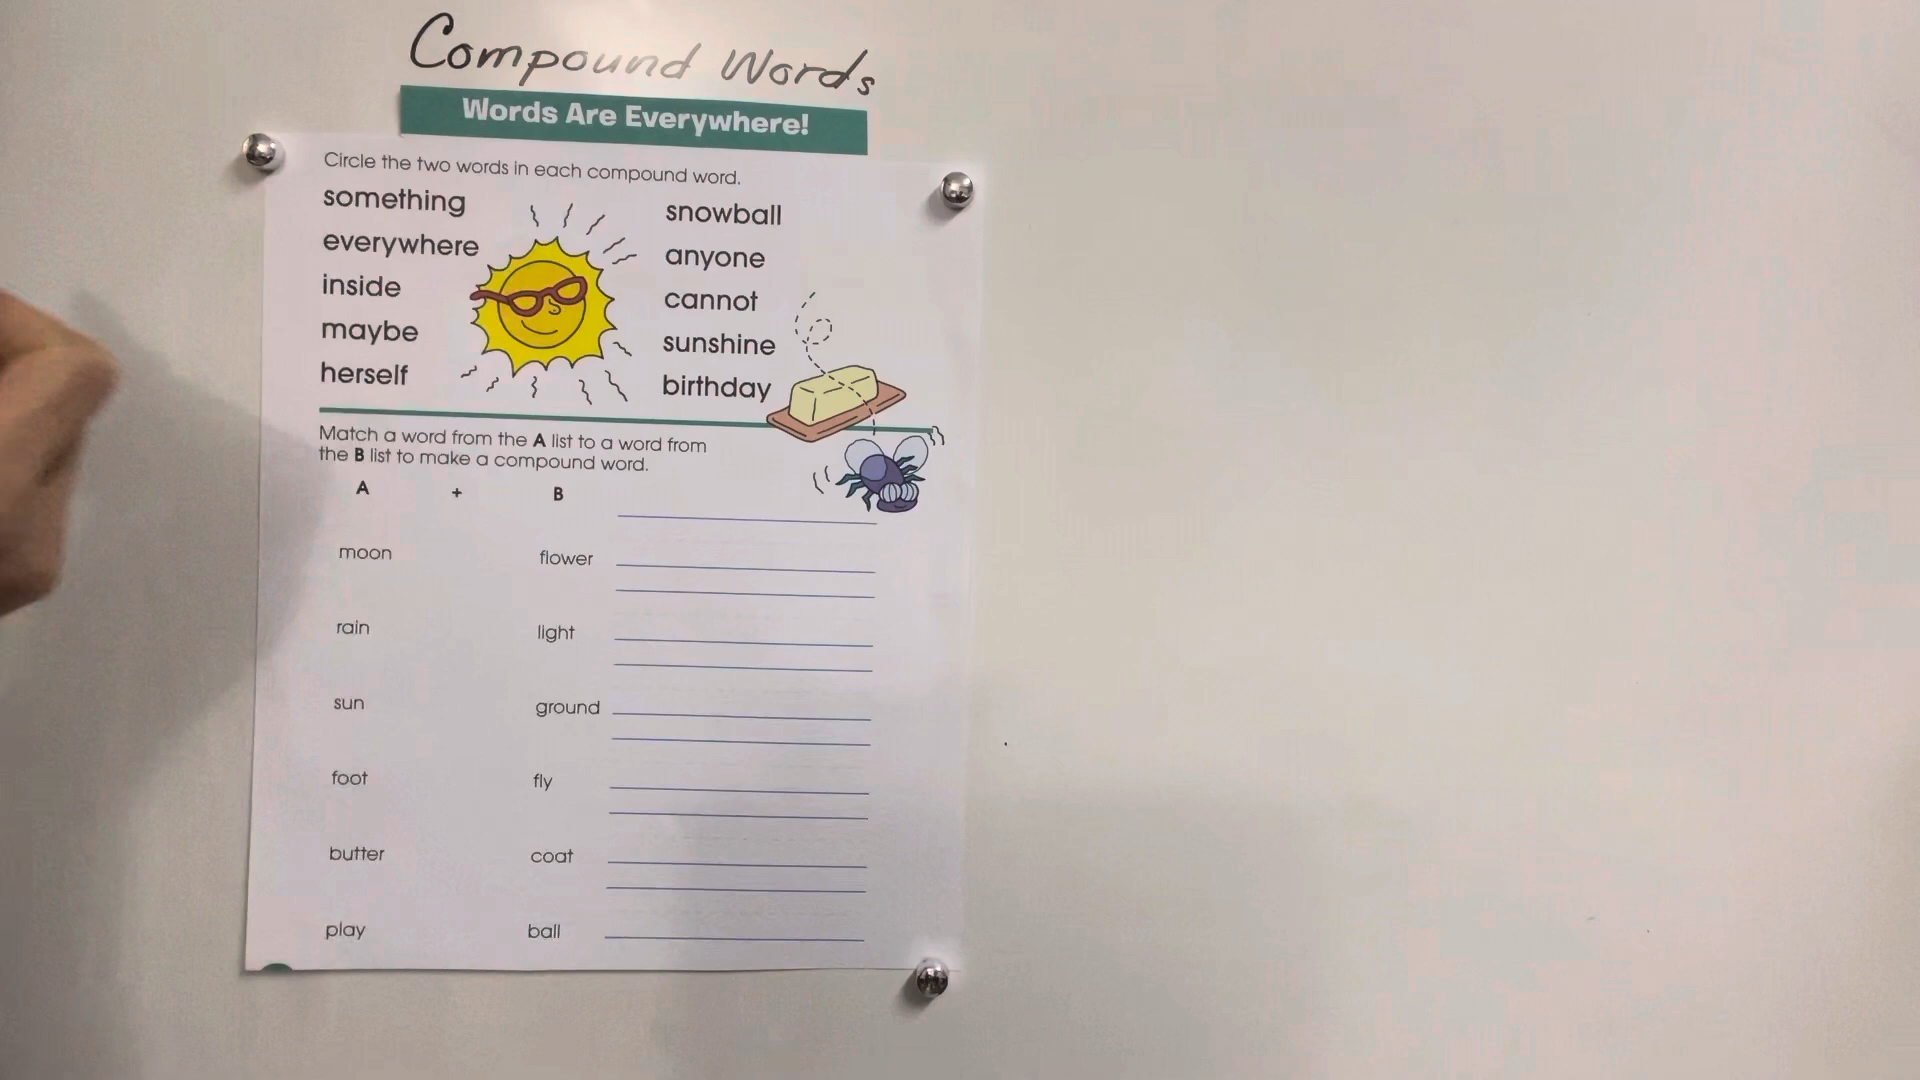 Compound Words
Words Are Everywhere!
Circle the two words in each compound word.
something
everywhere
inside
maybe
herself
snowball
anyone
cannot
sunshine
birthday
Match a word from the A list to a word from
the B list to make a compound word.
A + B
moon flower
rain light
sun ground
foot fly
butter coat
play ball